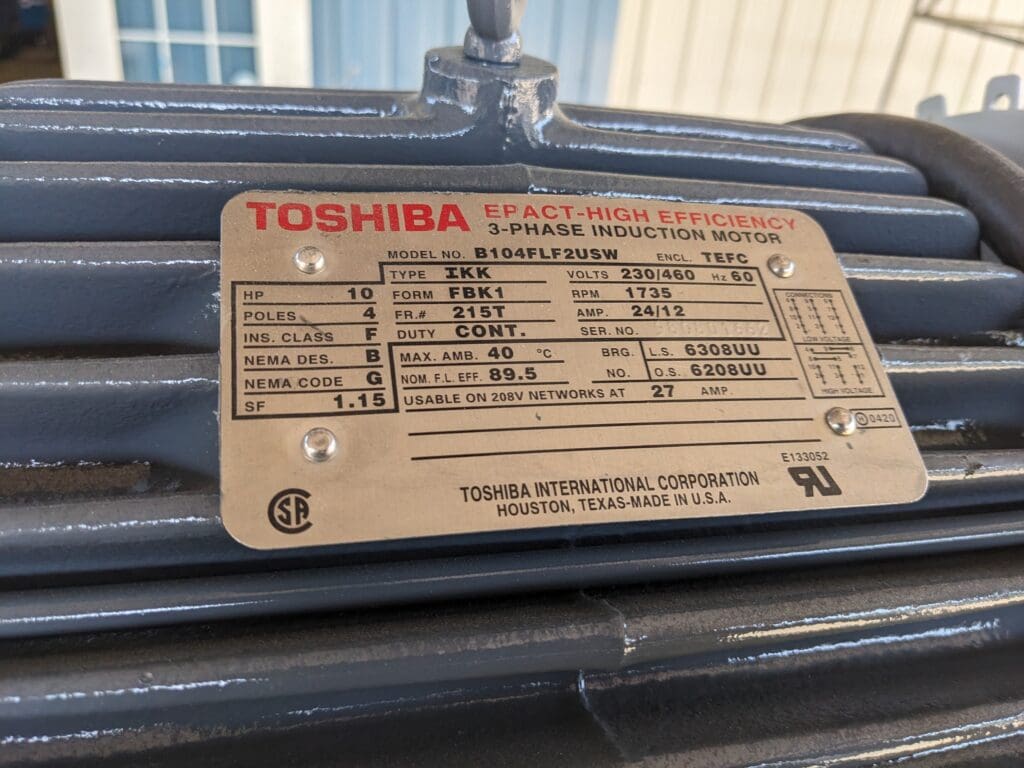 TOSHIBA EPACT-HIGH EFFICIENCY
3-PHASE INDUCTION MOTOR
MODEL NO. B104FLF2USW ENCL. TEFC
TYPE IKK VOLTS 230/460 Hz 60
HP 10 FORM FBK1 RPM 1735
POLES 4 FR.# 215T AMP. 24/12
INS. CLASS F DUTY CONT. SER. NO.
NEMA DES. B MAX. AMB. 40 °C BRG. L.S. 6308UU
NEMA CODE G NOM. F.L. EFF. 89.5 NO. O.S. 6208UU
SF 1.15 USABLE ON 208V NETWORKS AT 27 AMP.
CONNECTIONS
LOW VOLTAGE
HIGH VOLTAGE
H 0420
E133052
TOSHIBA INTERNATIONAL CORPORATION
HOUSTON, TEXAS-MADE IN U.S.A.
SA
RU